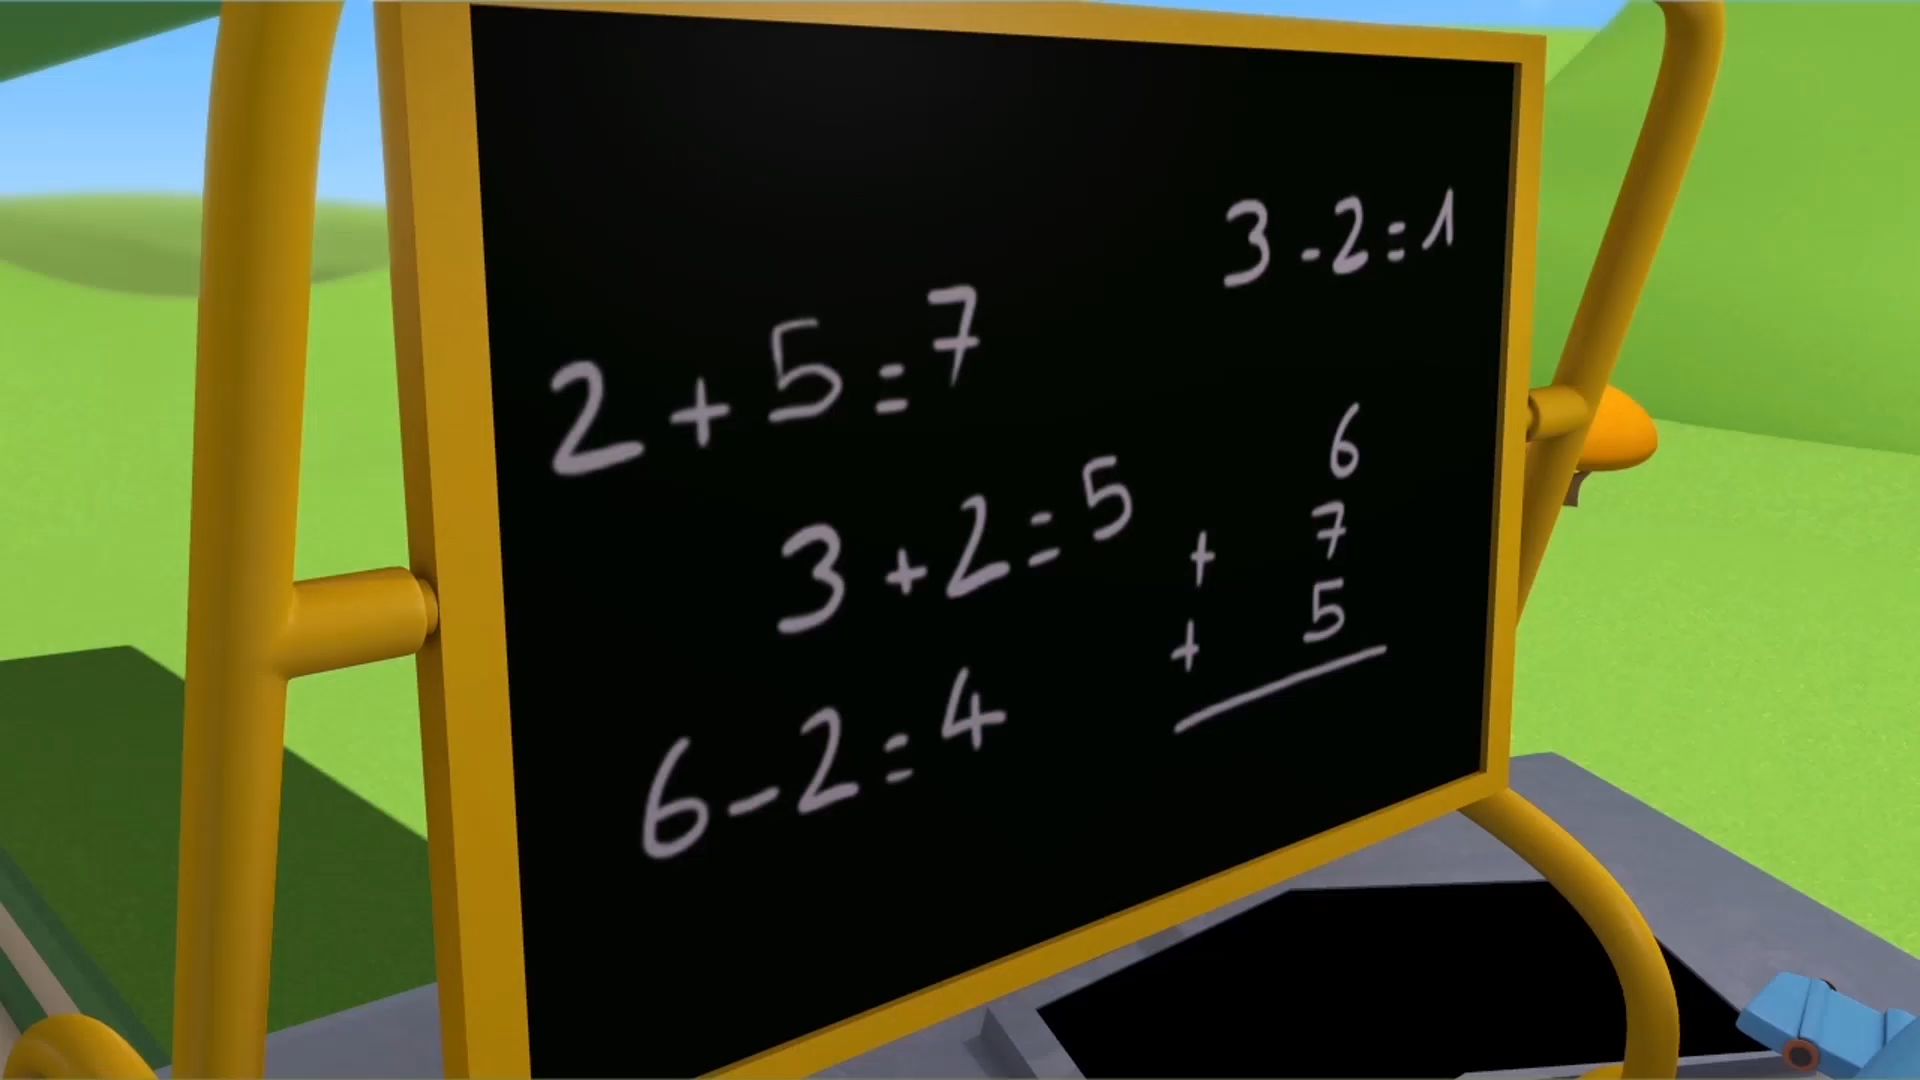 3 - 2 = 1
2 + 5 = 7
3 + 2 = 5
6 - 2 = 4
6
+ 7
+ 5